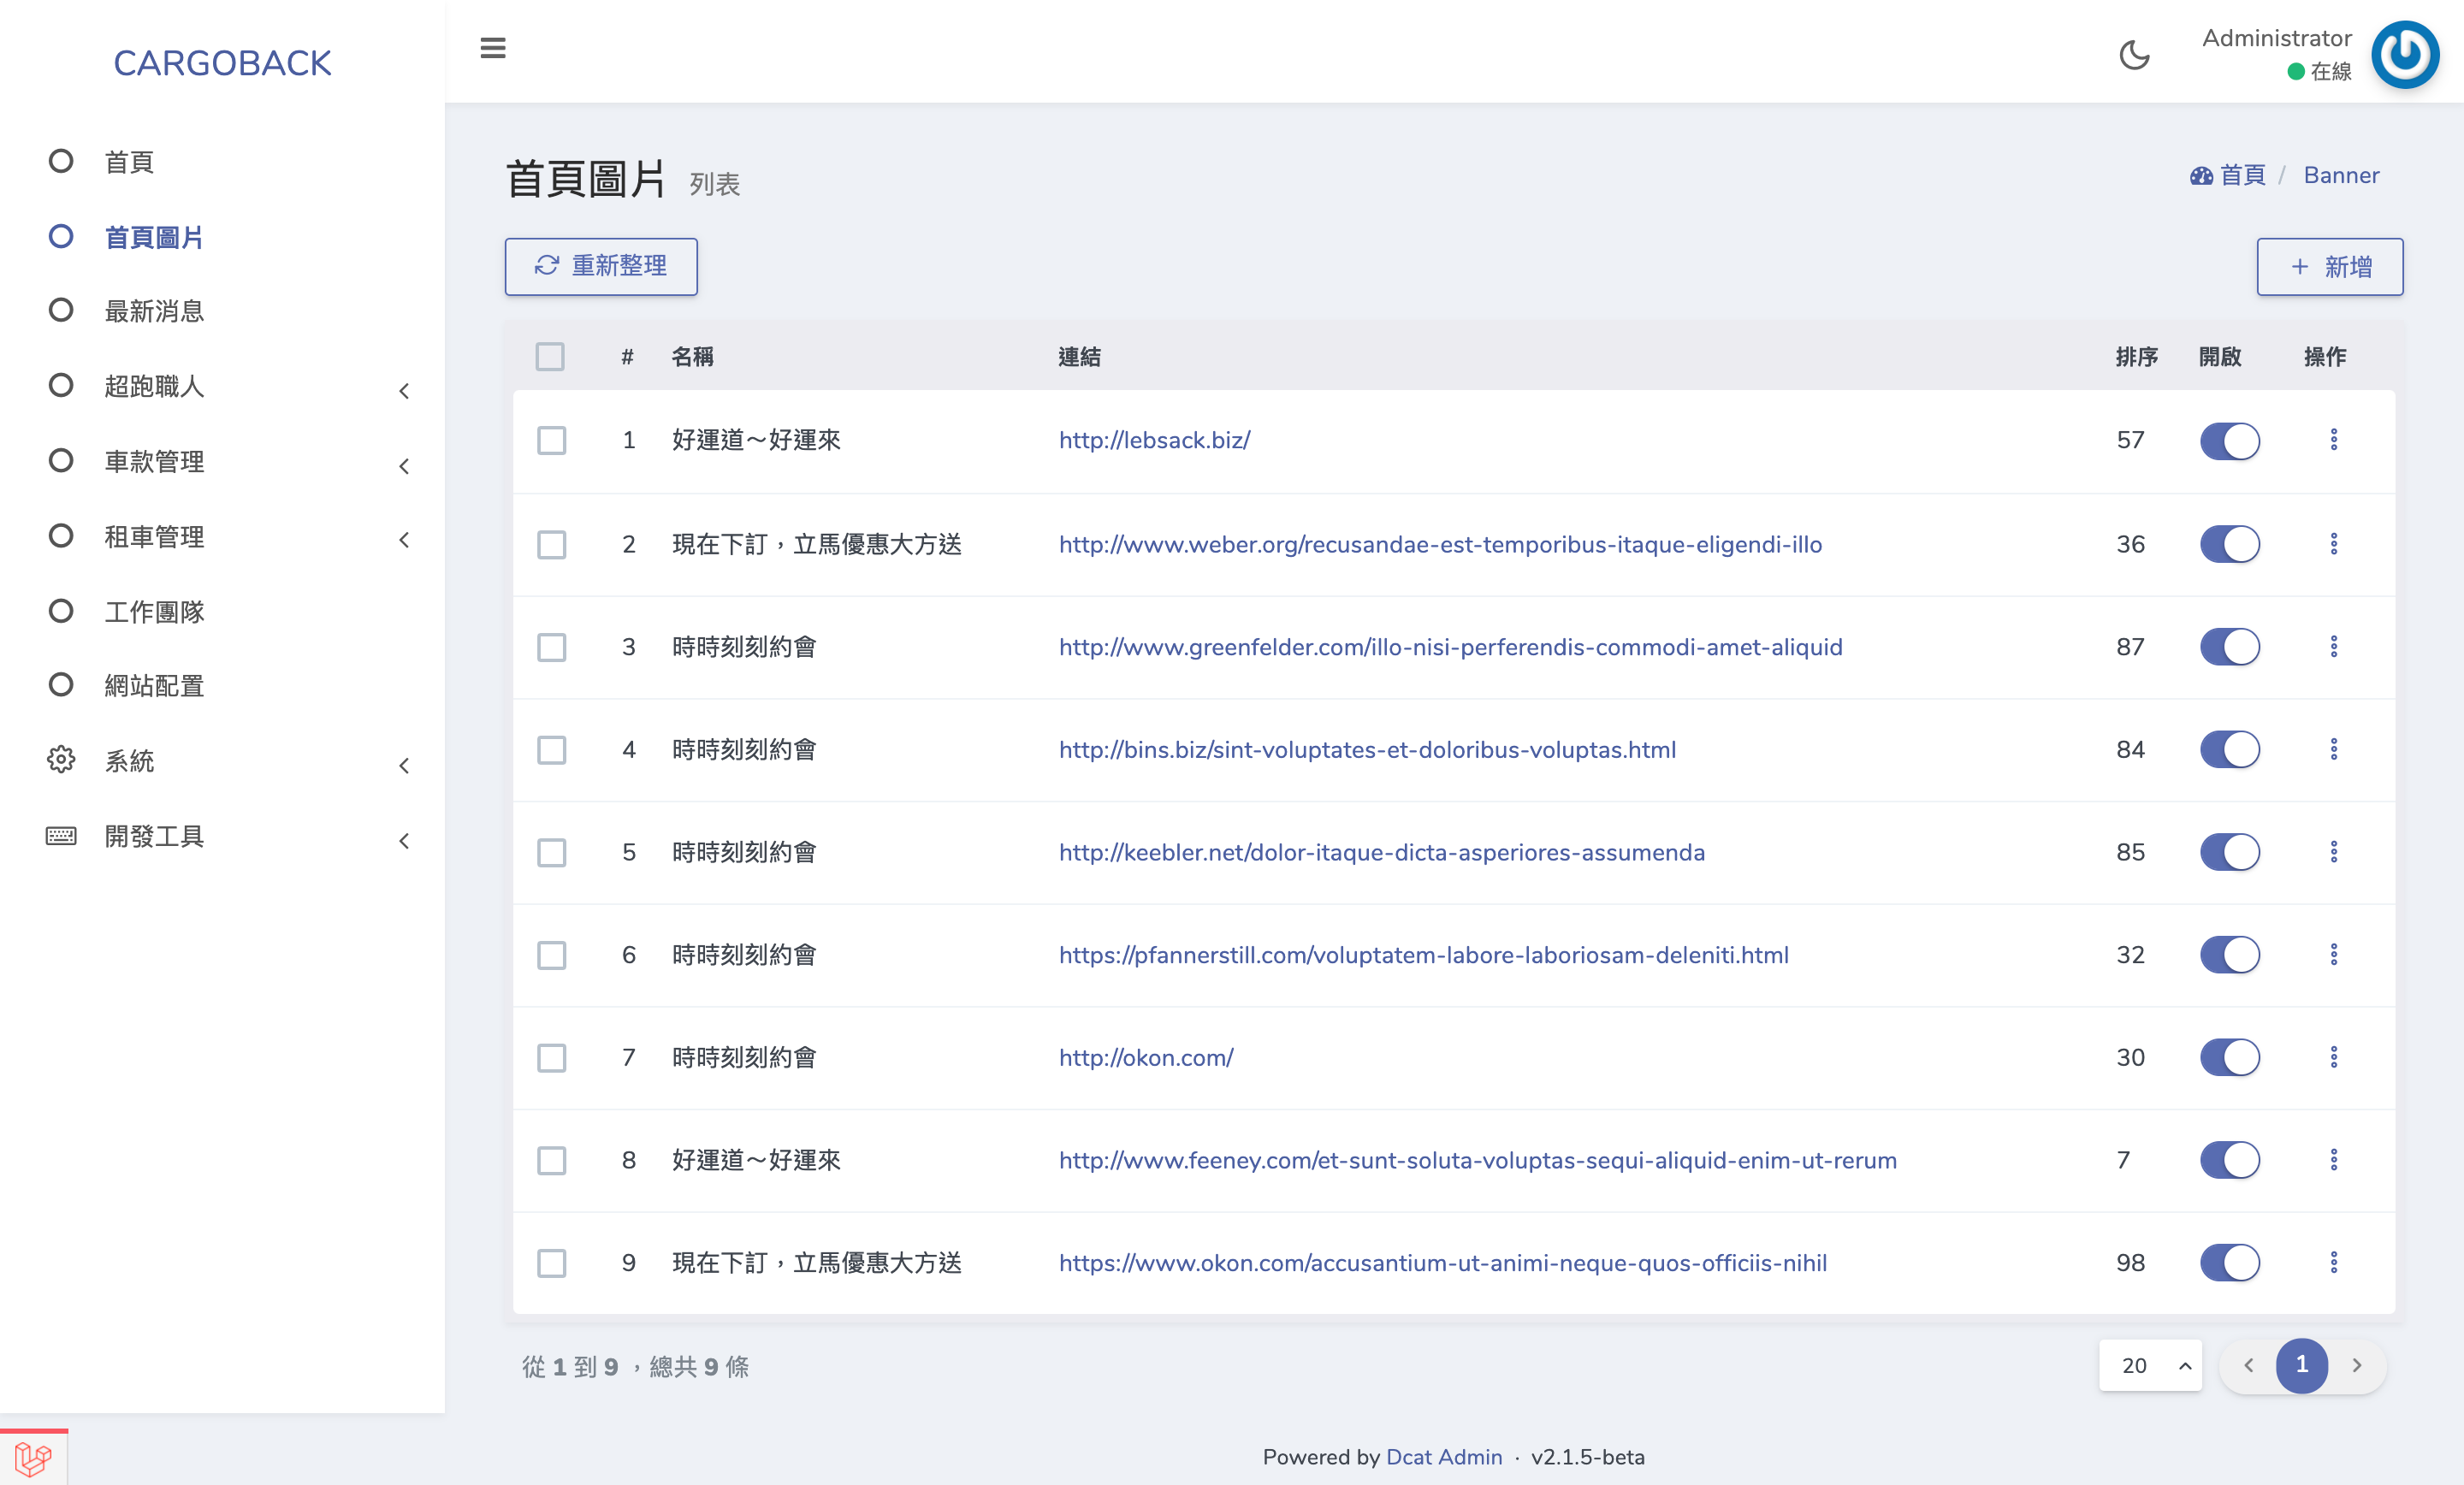 CARGOBACK
首頁
首頁圖片
最新消息
超跑職人
車款管理
租車管理
工作團隊
網站配置
系統
開發工具
Administrator
在線
首頁圖片 列表
首頁 / Banner
重新整理
+ 新增
# 名稱 連結 排序 開啟 操作
1 好運道～好運來 http://lebsack.biz/ 57
2 現在下訂，立馬優惠大方送 http://www.weber.org/recusandae-est-temporibus-itaque-eligendi-illo 36
3 時時刻刻約會 http://www.greenfelder.com/illo-nisi-perferendis-commodi-amet-aliquid 87
4 時時刻刻約會 http://bins.biz/sint-voluptates-et-doloribus-voluptas.html 84
5 時時刻刻約會 http://keebler.net/dolor-itaque-dicta-asperiores-assumenda 85
6 時時刻刻約會 https://pfannerstill.com/voluptatem-labore-laboriosam-deleniti.html 32
7 時時刻刻約會 http://okon.com/ 30
8 好運道～好運來 http://www.feeney.com/et-sunt-soluta-voluptas-sequi-aliquid-enim-ut-rerum 7
9 現在下訂，立馬優惠大方送 https://www.okon.com/accusantium-ut-animi-neque-quos-officiis-nihil 98
從 1 到 9 ，總共 9 條
20
1
Powered by Dcat Admin · v2.1.5-beta